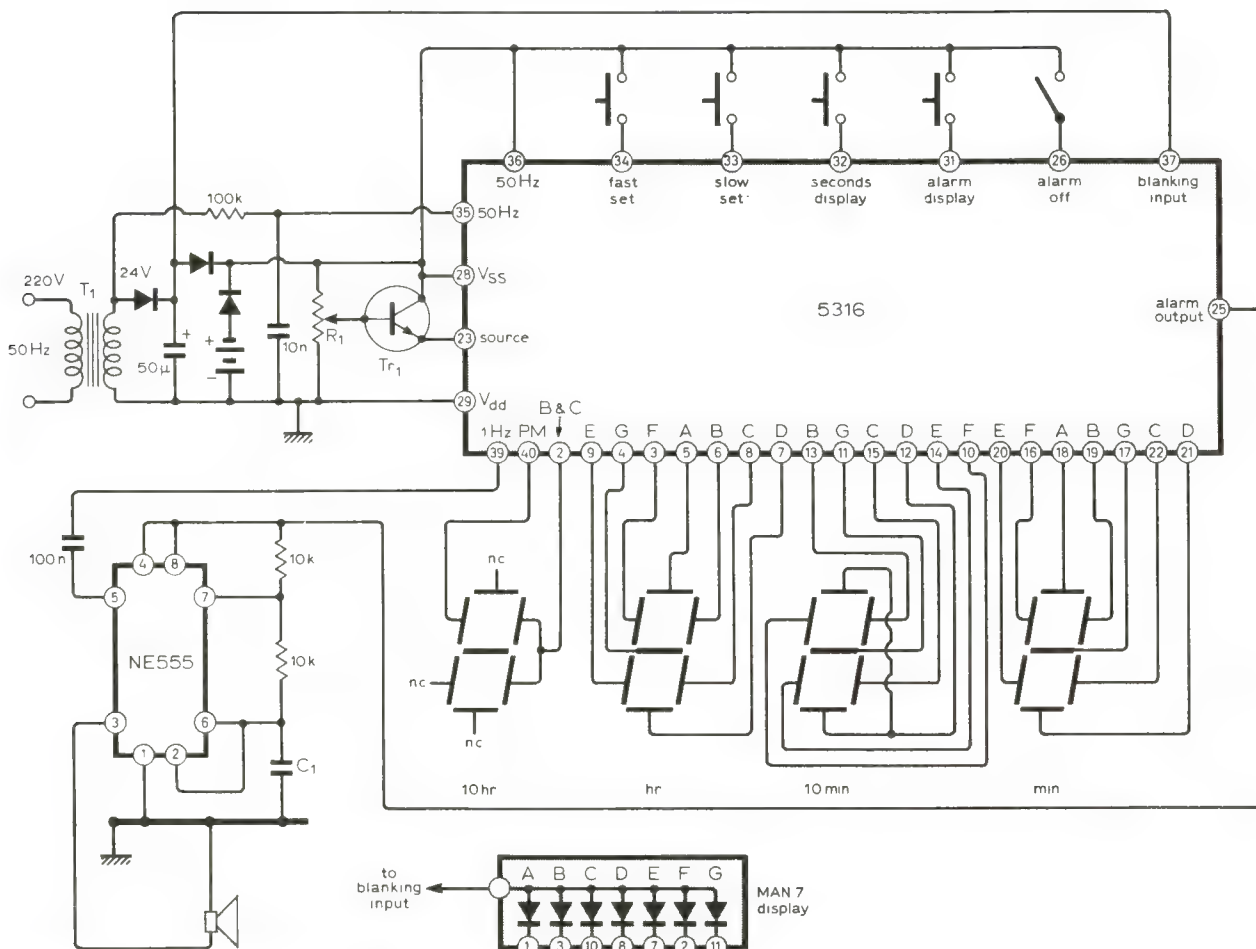 36 34 33 32 31 26 37
50Hz fast set slow set seconds display alarm display alarm off blanking input
100k
35 50Hz
220V T1 24V
28 VSS
5316
alarm output 25
50Hz
+ 50µ
+ −
10n
R1
Tr1
23 source
29 Vdd
B & C
1Hz PM E G F A B C D B G C D E F E F A B G C D
39 40 2 9 4 3 5 6 8 7 13 11 15 12 14 10 20 16 18 19 17 22 21
100n
4 8
10k
5 7
nc
NE555
10k
nc
3 6
1 2
C1
nc
10hr hr 10min min
to blanking input
A B C D E F G
MAN 7 display
1 3 10 8 7 2 11